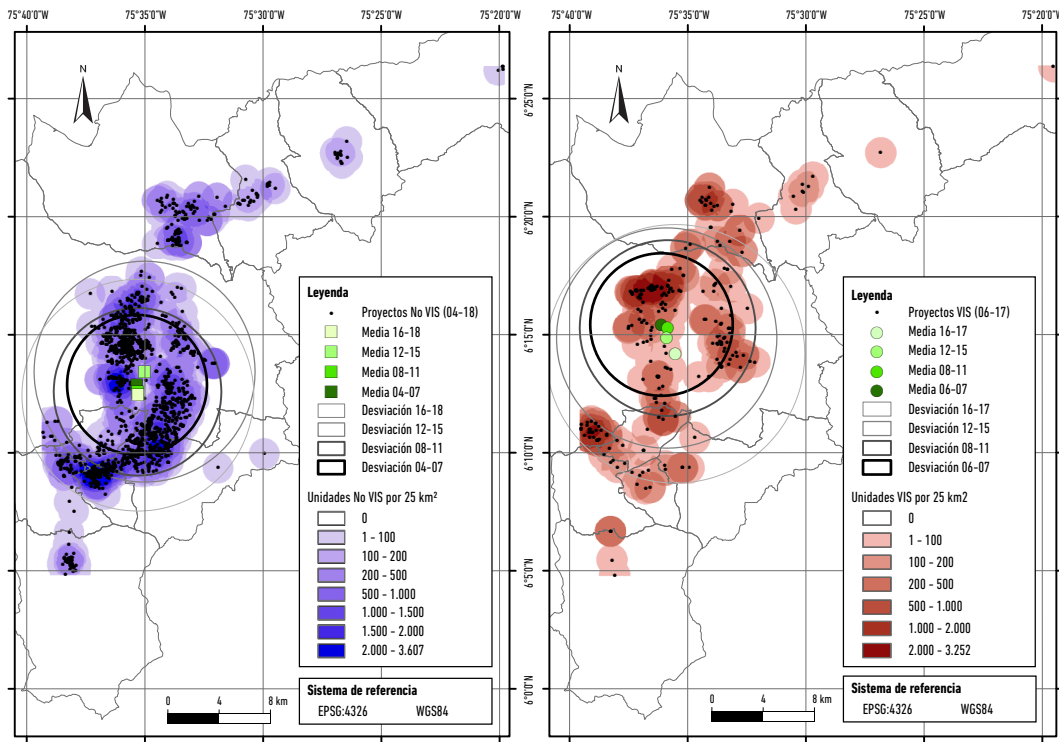 75°40'0"W
75°35'0"W
75°30'0"W
75°25'0"W
75°20'0"W
N
6°25'0"N
6°20'0"N
6°15'0"N
6°10'0"N
6°5'0"N
6°0'0"N
Leyenda
Proyectos No VIS (04-18)
Media 16-18
Media 12-15
Media 08-11
Media 04-07
Desviación 16-18
Desviación 12-15
Desviación 08-11
Desviación 04-07
Unidades No VIS por 25 km²
0
1 - 100
100 - 200
200 - 500
500 - 1.000
1.000 - 1.500
1.500 - 2.000
2.000 - 3.607
0 4 8 km
Sistema de referencia
EPSG:4326 WGS84
75°40'0"W
75°35'0"W
75°30'0"W
75°25'0"W
75°20'0"W
N
Leyenda
Proyectos VIS (06-17)
Media 16-17
Media 12-15
Media 08-11
Media 06-07
Desviación 16-17
Desviación 12-15
Desviación 08-11
Desviación 06-07
Unidades VIS por 25 km2
0
1 - 100
100 - 200
200 - 500
500 - 1.000
1.000 - 2.000
2.000 - 3.252
0 4 8 km
Sistema de referencia
EPSG:4326 WGS84